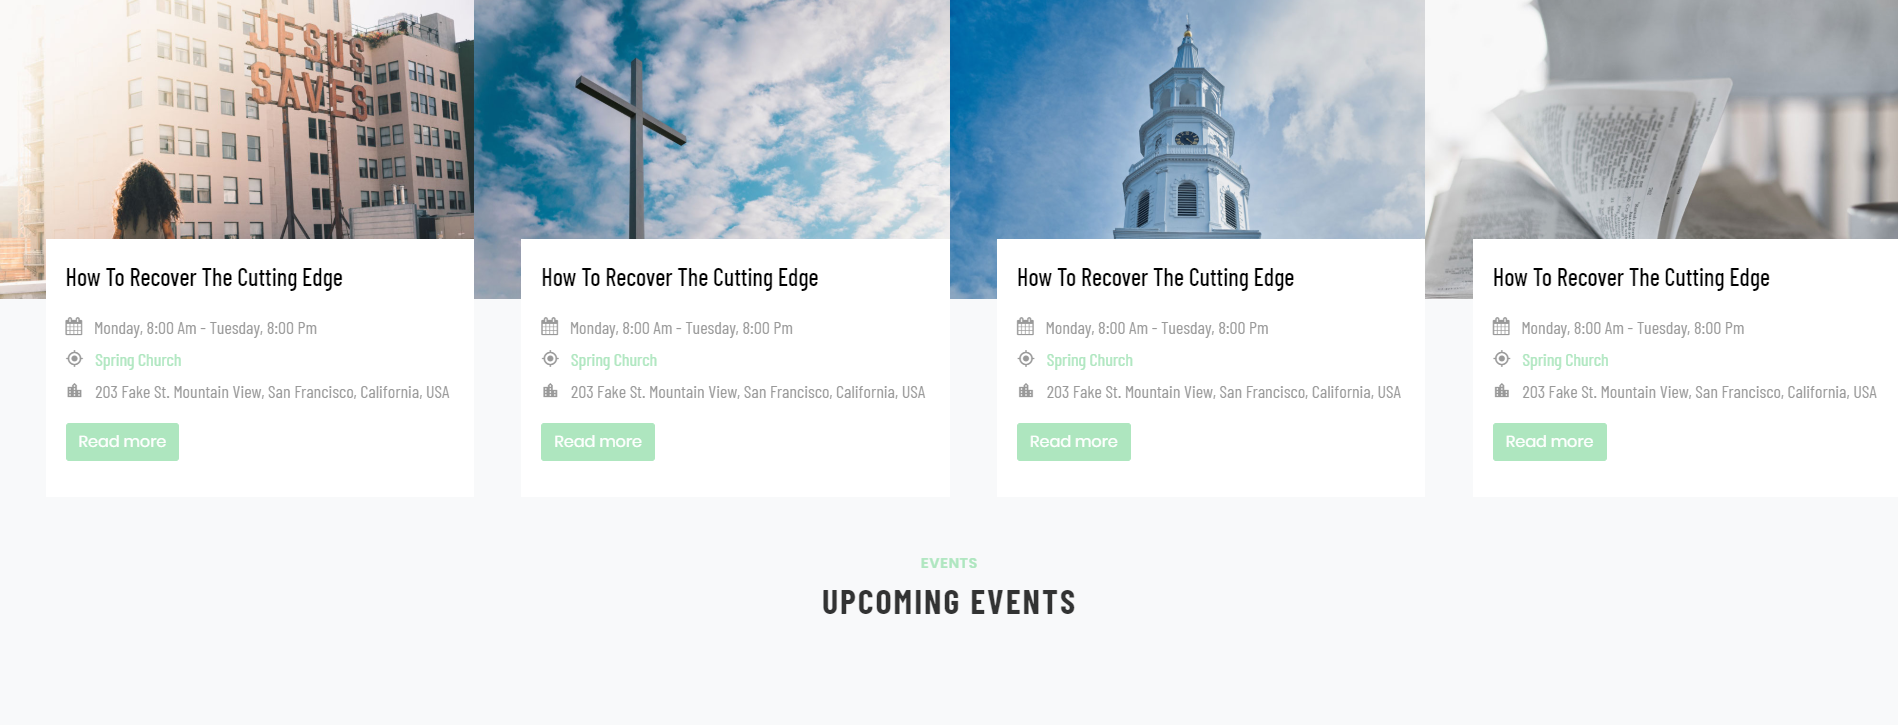 JESUS
SAVES
How To Recover The Cutting Edge
Monday, 8:00 Am - Tuesday, 8:00 Pm
Spring Church
203 Fake St. Mountain View, San Francisco, California, USA
Read more
How To Recover The Cutting Edge
Monday, 8:00 Am - Tuesday, 8:00 Pm
Spring Church
203 Fake St. Mountain View, San Francisco, California, USA
Read more
How To Recover The Cutting Edge
Monday, 8:00 Am - Tuesday, 8:00 Pm
Spring Church
203 Fake St. Mountain View, San Francisco, California, USA
Read more
How To Recover The Cutting Edge
Monday, 8:00 Am - Tuesday, 8:00 Pm
Spring Church
203 Fake St. Mountain View, San Francisco, California, USA
Read more
EVENTS
UPCOMING EVENTS